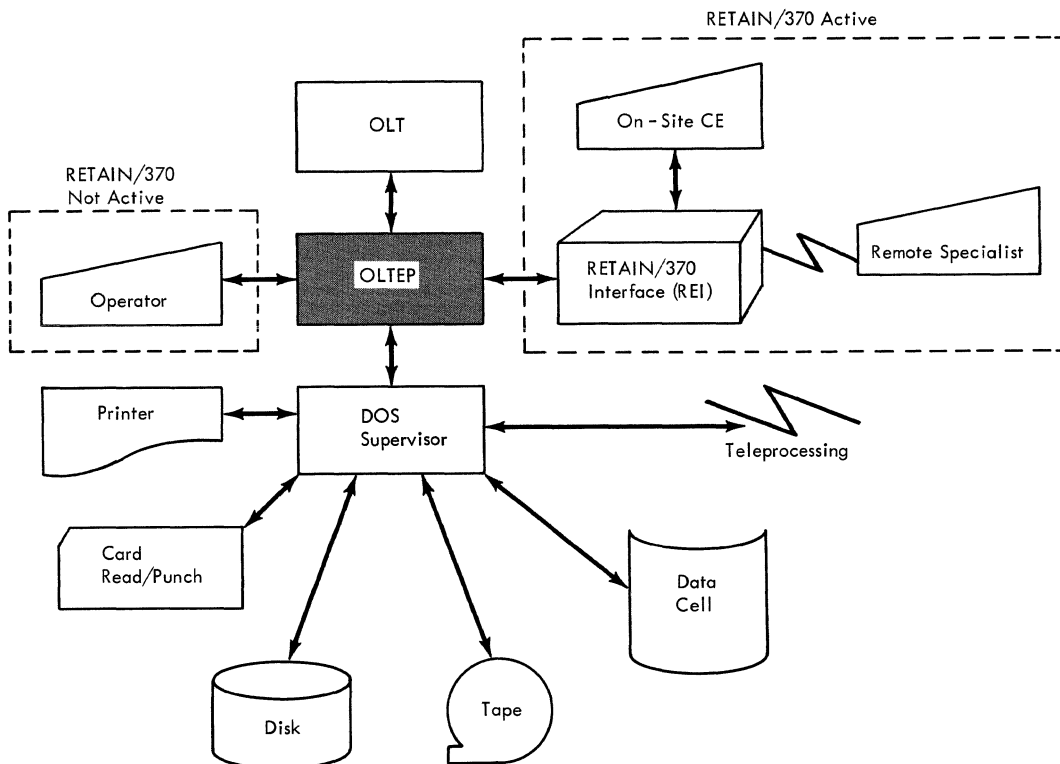 RETAIN/370 Active
OLT
On-Site CE
RETAIN/370
Not Active
Operator
OLTEP
RETAIN/370
Interface (REI)
Remote Specialist
Printer
DOS
Supervisor
Teleprocessing
Card
Read/Punch
Data
Cell
Disk
Tape